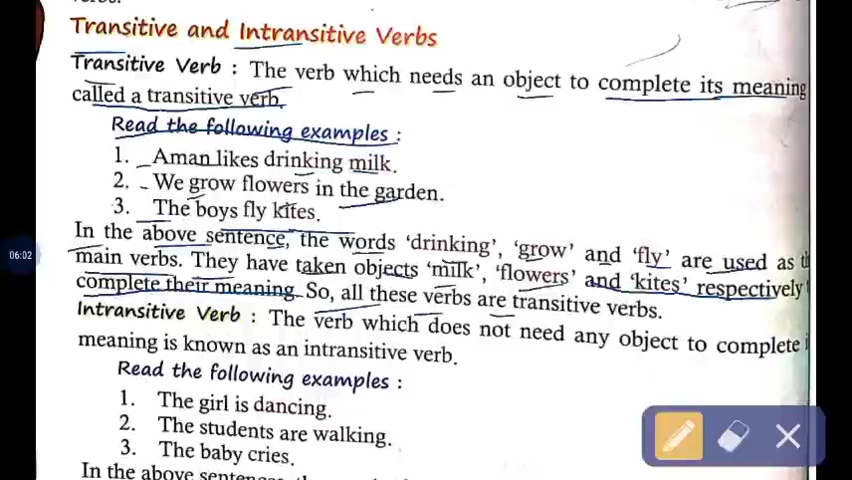 Transitive and Intransitive Verbs
Transitive Verb : The verb which needs an object to complete its meaning
called a transitive verb.
Read the following examples :
1. Aman likes drinking milk.
2. We grow flowers in the garden.
3. The boys fly kites.
In the above sentence, the words 'drinking', 'grow' and 'fly' are used as
main verbs. They have taken objects 'milk', 'flowers' and 'kites' respectively
complete their meaning. So, all these verbs are transitive verbs.
06:02
Intransitive Verb : The verb which does not need any object to complete
meaning is known as an intransitive verb.
Read the following examples :
1. The girl is dancing.
2. The students are walking.
3. The baby cries.
In the above